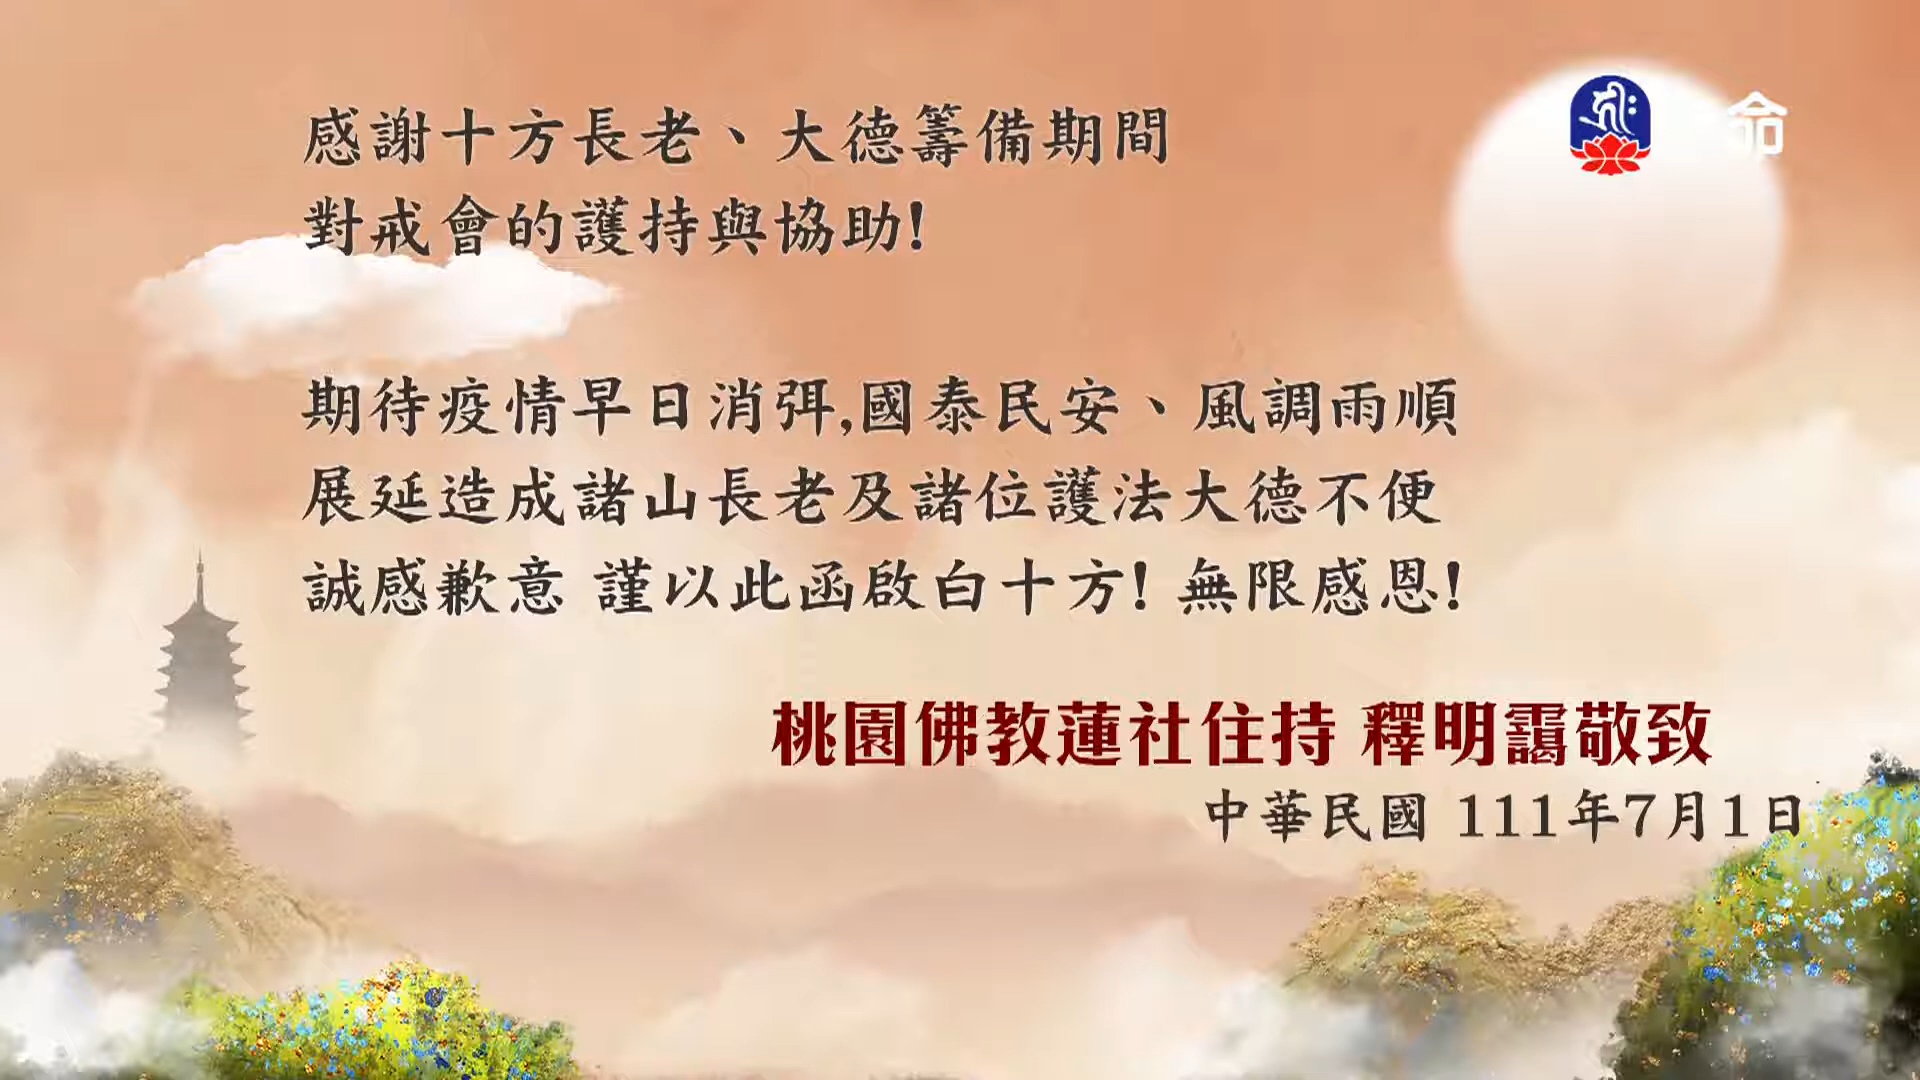 命
感謝十方長老、大德籌備期間
對戒會的護持與協助!
期待疫情早日消弭,國泰民安、風調雨順
展延造成諸山長老及諸位護法大德不便
誠感歉意 謹以此函啟白十方! 無限感恩!
桃園佛教蓮社住持 釋明靄敬致
中華民國 111年7月1日